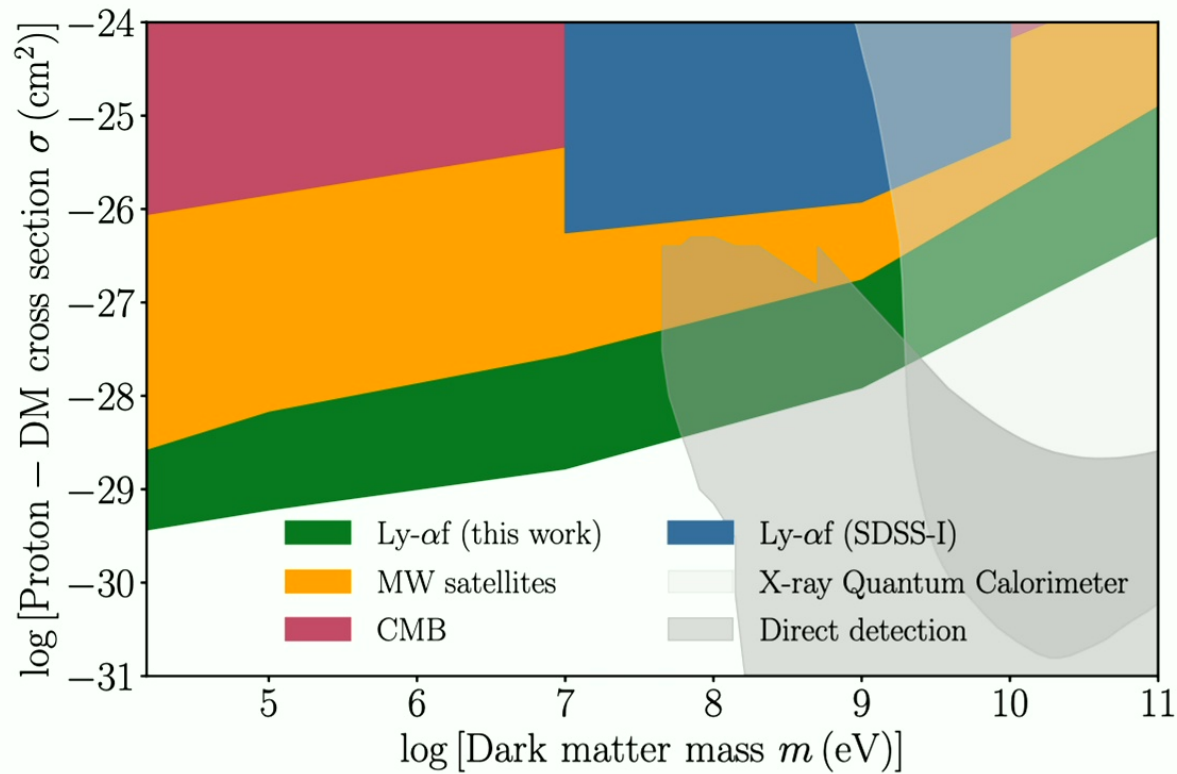 log [Proton − DM cross section σ (cm²)]
−24
−25
−26
−27
−28
−29
−30
−31
Ly-αf (this work)
MW satellites
CMB
Ly-αf (SDSS-I)
X-ray Quantum Calorimeter
Direct detection
5 6 7 8 9 10 11
log [Dark matter mass m (eV)]